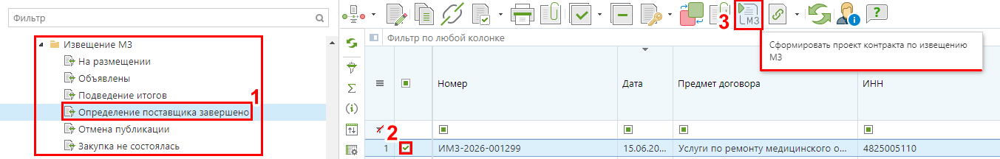 Фильтр
Извещение МЗ
На размещении
Объявлены
Подведение итогов
Определение поставщика завершено
Отмена публикации
Закупка не состоялась
1
3
МЗ
Сформировать проект контракта по извещению
МЗ
Фильтр по любой колонке
Номер
Дата
Предмет договора
ИНН
2
1
ИМЗ-2026-001299
15.06.20...
Услуги по ремонту медицинского о...
4825005110